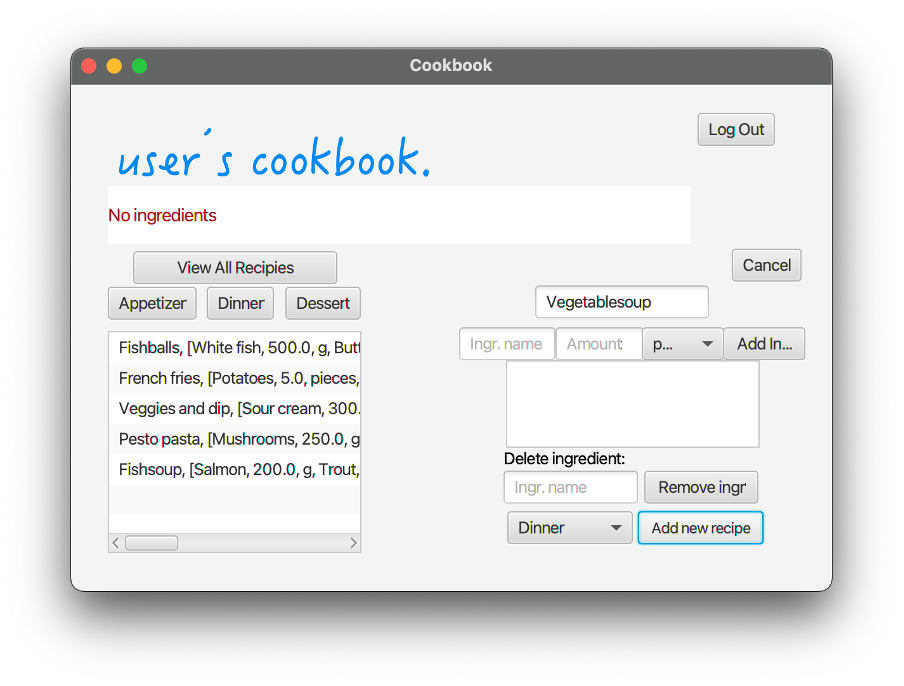 Cookbook
Log Out
user's cookbook.
No ingredients
View All Recipies
Cancel
Appetizer Dinner Dessert
Vegetablesoup
Ingr. name Amount p... Add In...
Fishballs, [White fish, 500.0, g, Butt
French fries, [Potatoes, 5.0, pieces,
Veggies and dip, [Sour cream, 300.
Pesto pasta, [Mushrooms, 250.0, g
Fishsoup, [Salmon, 200.0, g, Trout,
Delete ingredient:
Ingr. name Remove ingr
Dinner Add new recipe